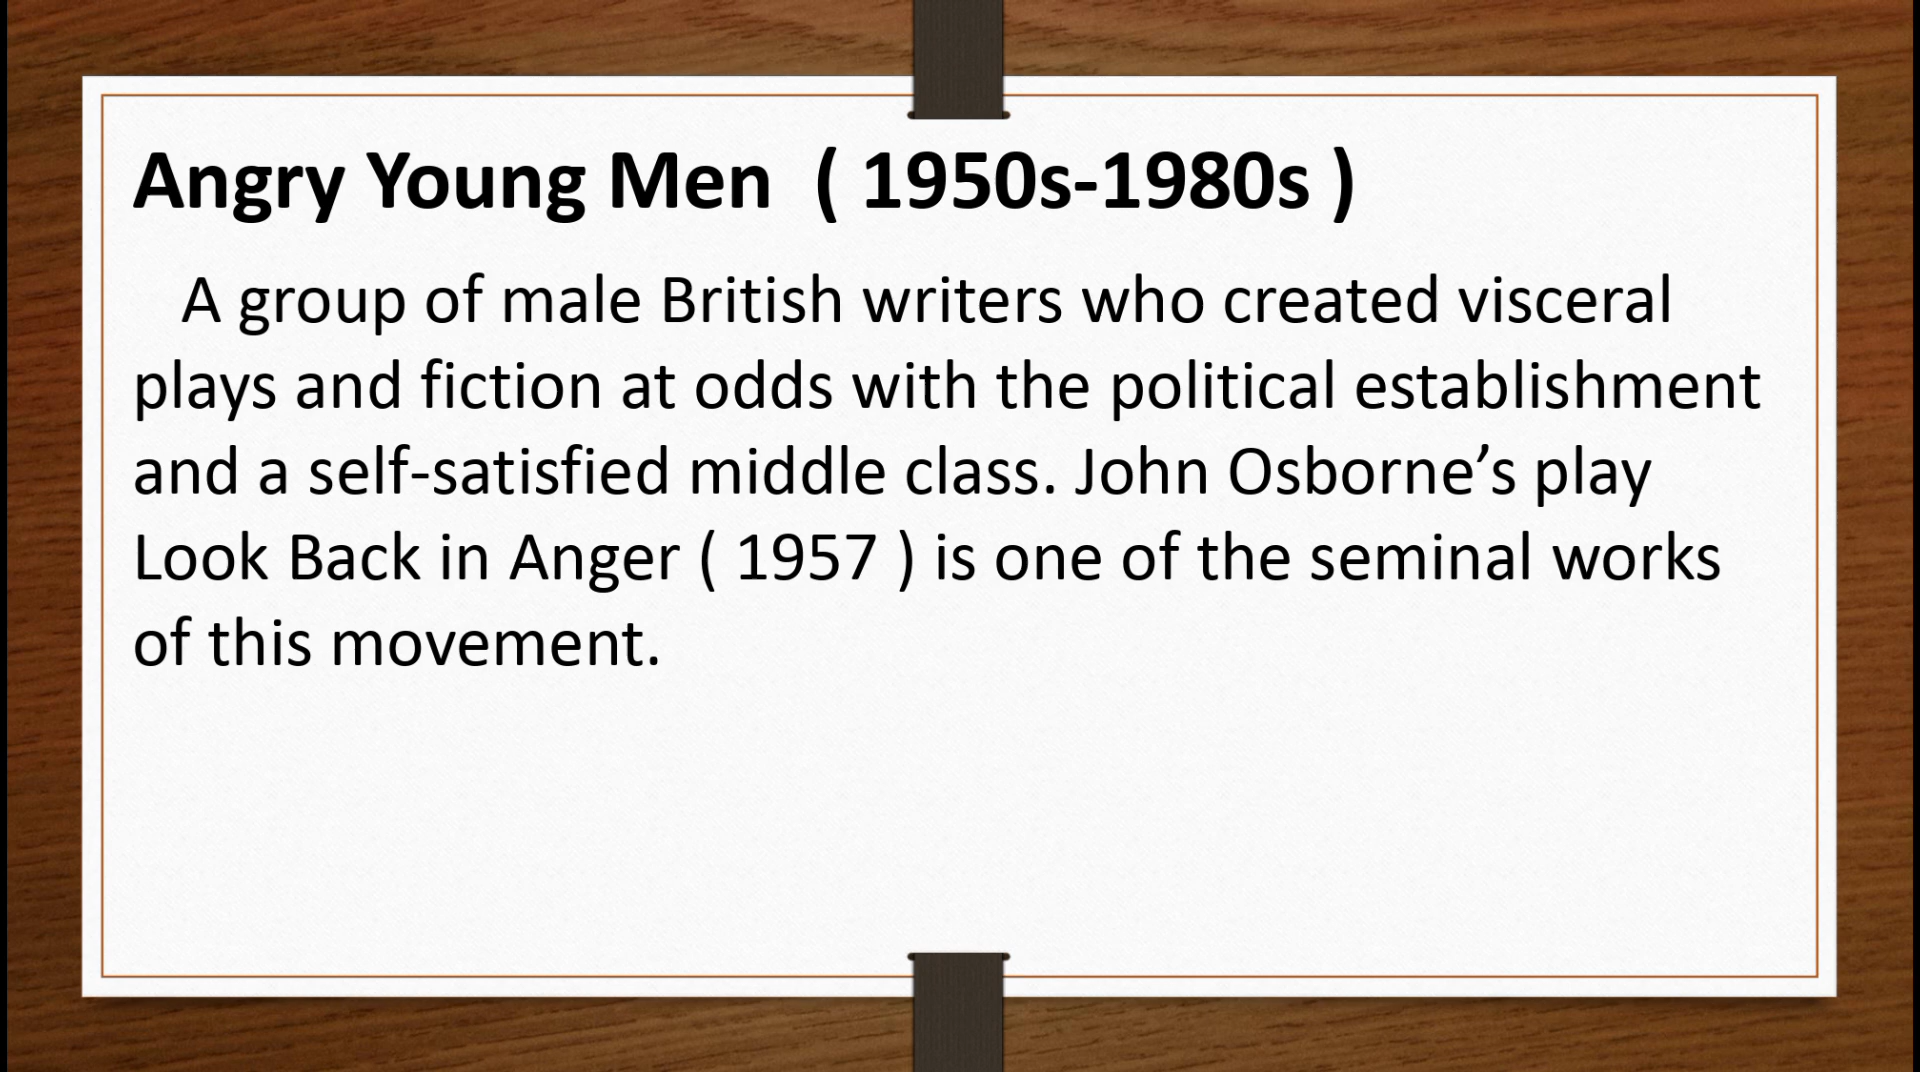 Angry Young Men  ( 1950s-1980s )
A group of male British writers who created visceral
plays and fiction at odds with the political establishment
and a self-satisfied middle class. John Osborne’s play
Look Back in Anger ( 1957 ) is one of the seminal works
of this movement.